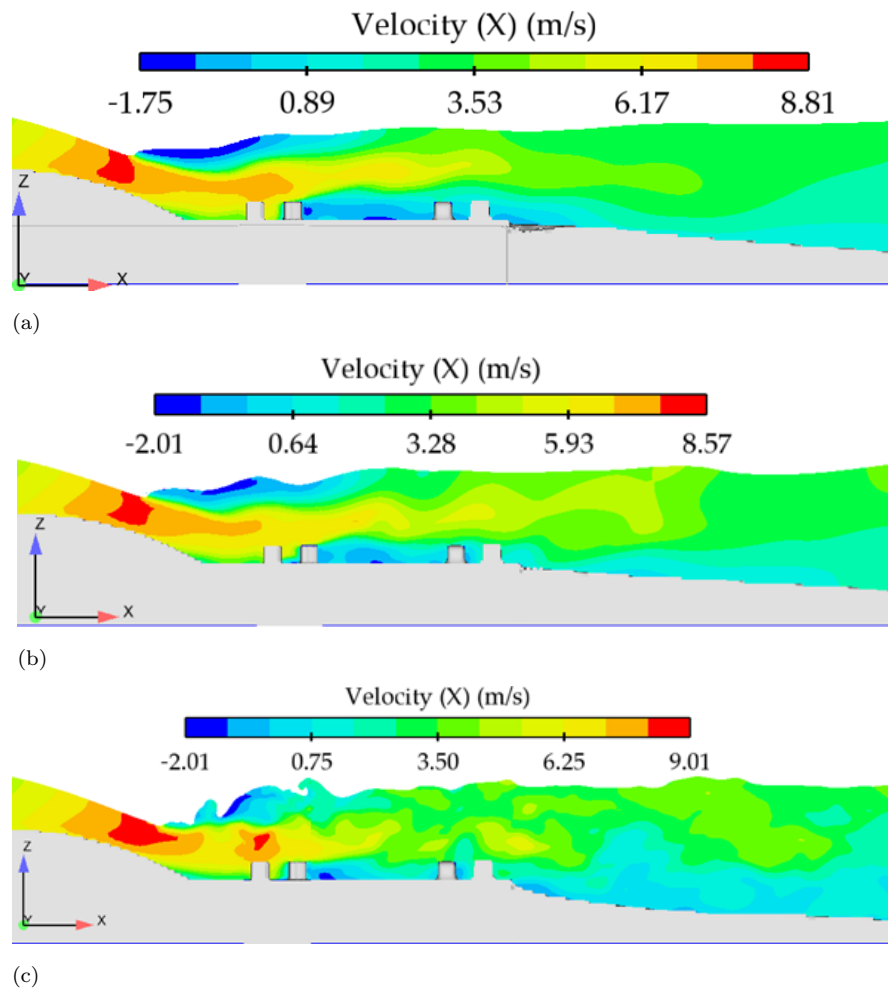 Velocity (X) (m/s)
-1.75 0.89 3.53 6.17 8.81
Z
Y X
(a)
Velocity (X) (m/s)
-2.01 0.64 3.28 5.93 8.57
Z
Y X
(b)
Velocity (X) (m/s)
-2.01 0.75 3.50 6.25 9.01
Z
Y X
(c)